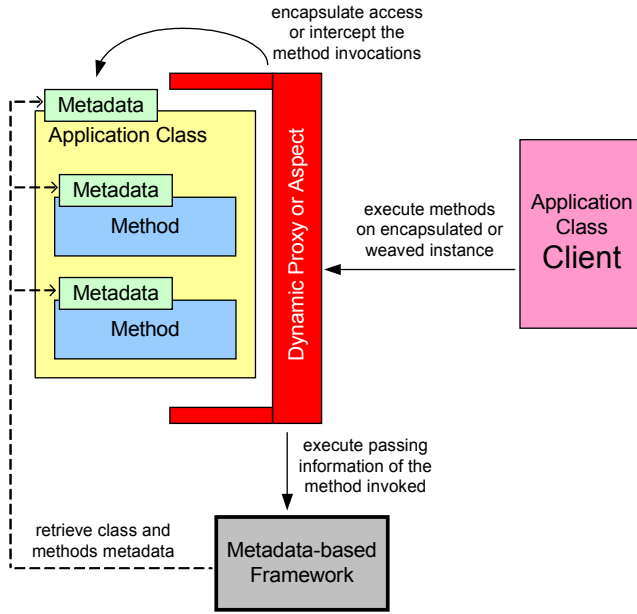 encapsulate access
or intercept the
method invocations
Metadata
Application Class
Metadata
Method
Metadata
Method
Dynamic Proxy or Aspect
execute methods
on encapsulated or
weaved instance
Application
Class
Client
execute passing
information of the
method invoked
retrieve class and
methods metadata
Metadata-based
Framework